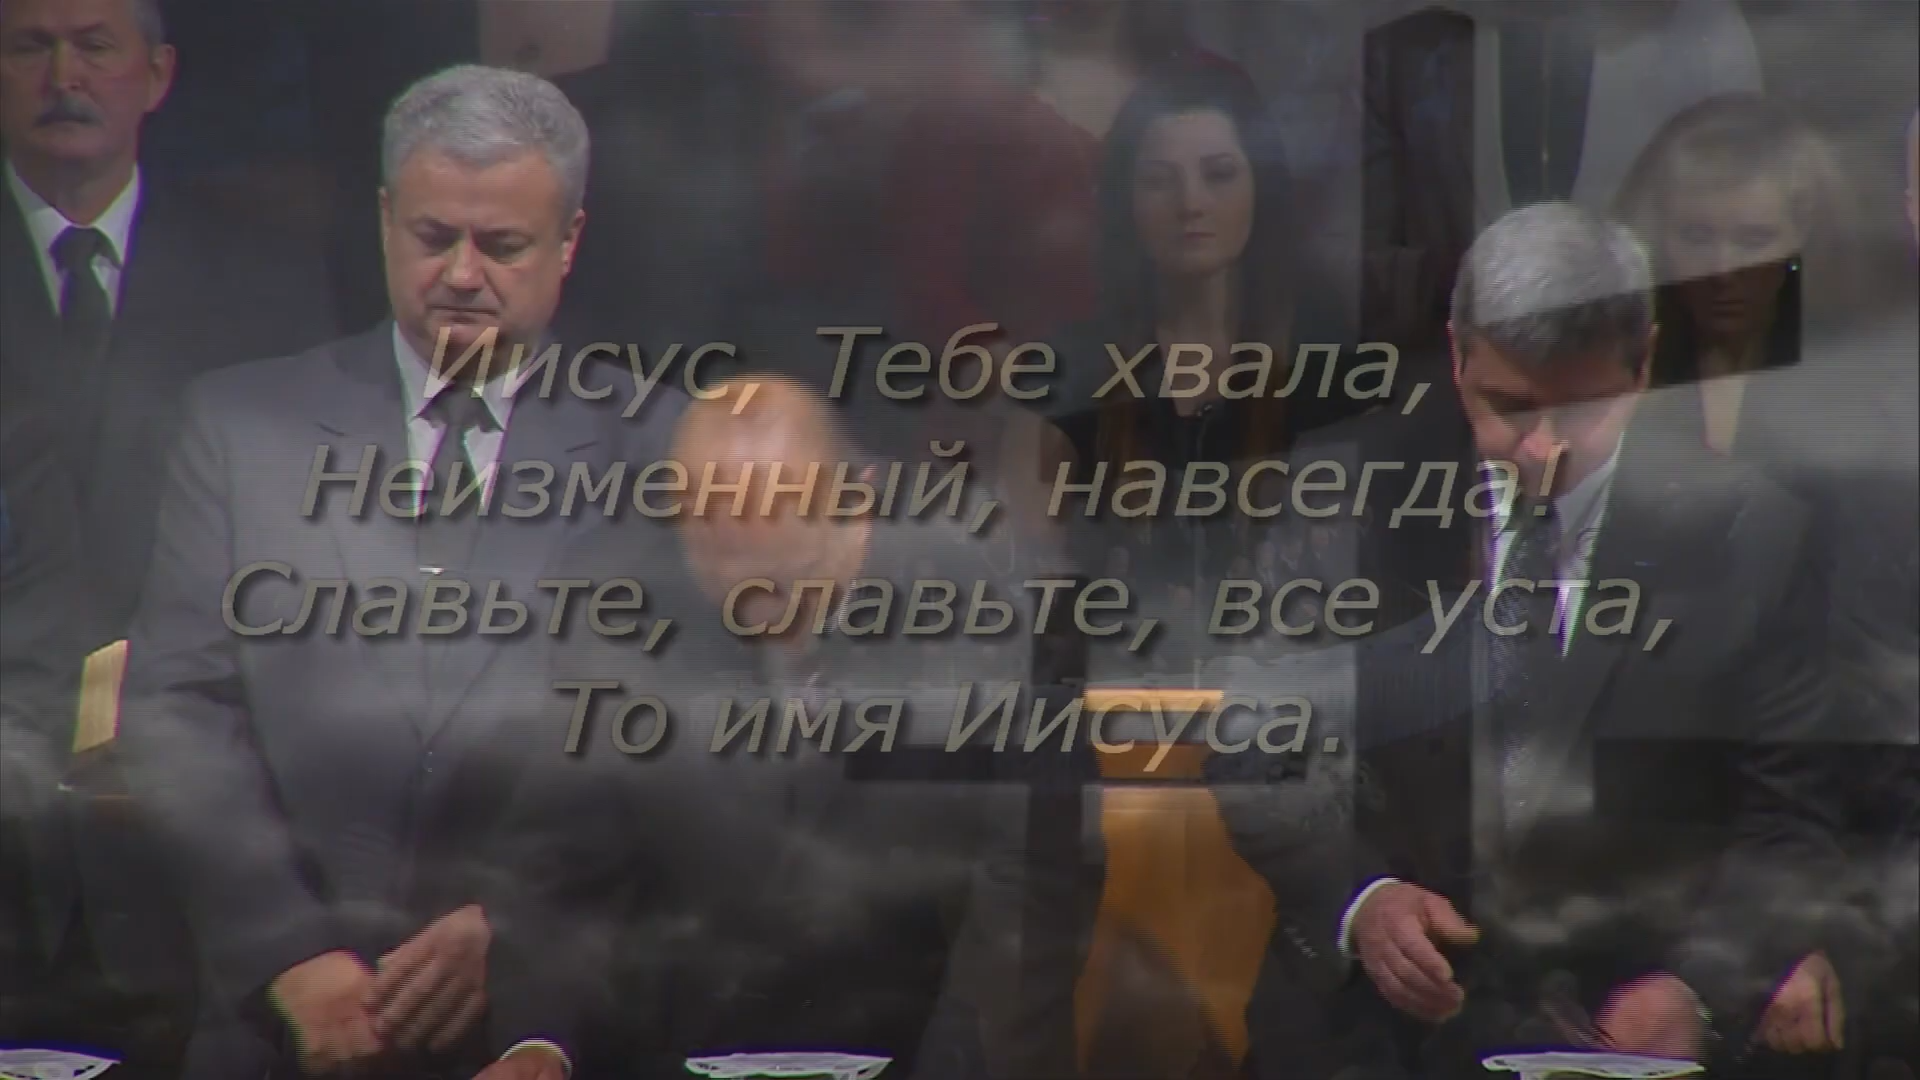 Иисус, Тебе хвала,
Неизменный, навсегда!
Славьте, славьте, все уста,
То имя Иисуса.